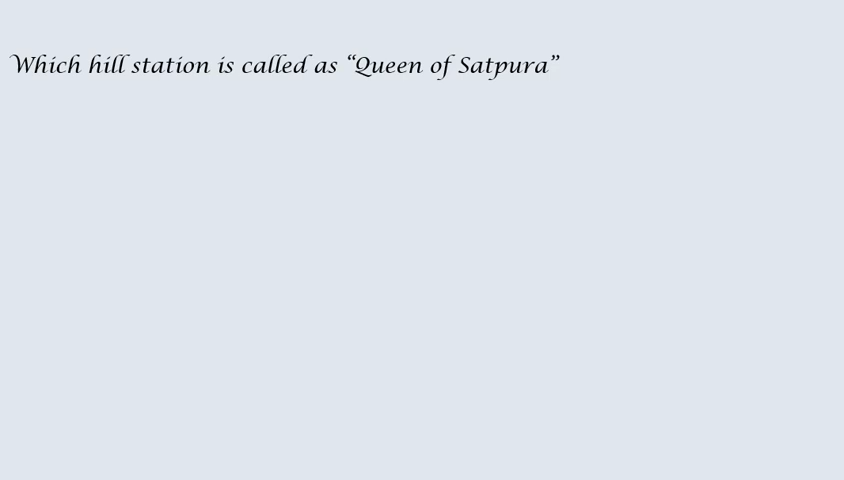 Which hill station is called as “Queen of Satpura”